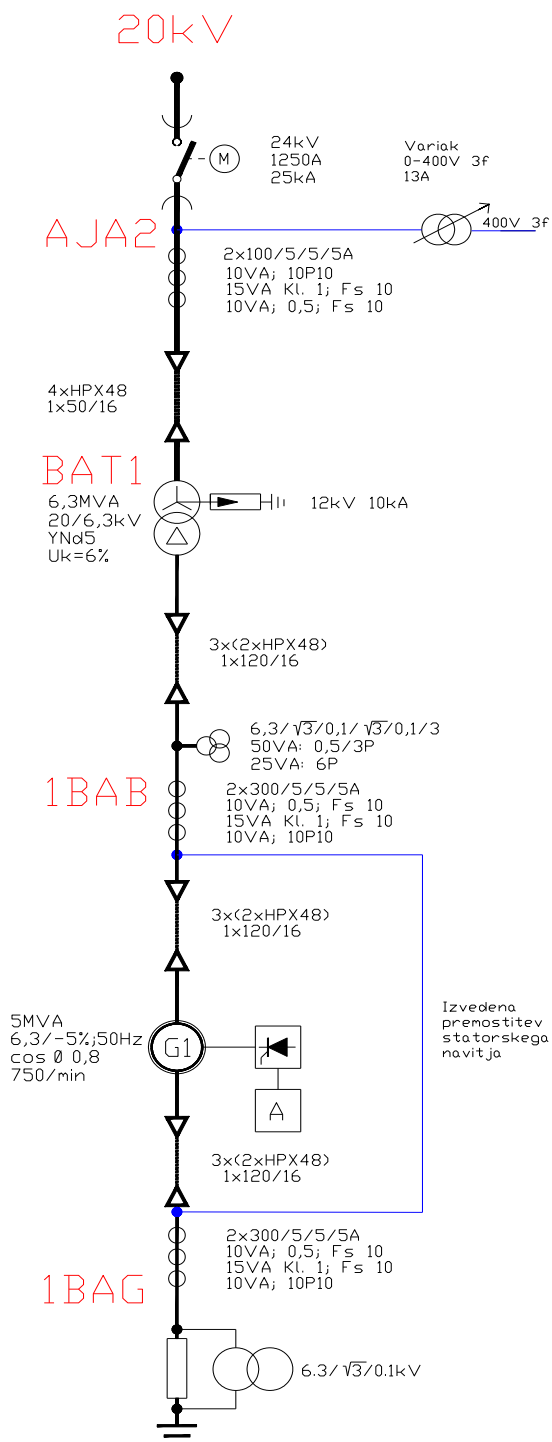 20kV
M
24kV
1250A
25kA
Variak
0-400V 3f
13A
400V 3f
AJA2
2x100/5/5/5A
10VA; 10P10
15VA Kl. 1; Fs 10
10VA; 0,5; Fs 10
4xHPX48
1x50/16
BAT1
6,3MVA
20/6,3kV
YNd5
Uk=6%
12kV 10kA
3x(2xHPX48)
1x120/16
6,3/ √3/0,1/ √3/0,1/3
50VA: 0,5/3P
25VA: 6P
1BAB
2x300/5/5/5A
10VA; 0,5; Fs 10
15VA Kl. 1; Fs 10
10VA; 10P10
3x(2xHPX48)
1x120/16
5MVA
6,3/-5%;50Hz
cos Ø 0,8
750/min
G1
A
Izvedena
premostitev
statorskega
navitja
3x(2xHPX48)
1x120/16
2x300/5/5/5A
10VA; 0,5; Fs 10
15VA Kl. 1; Fs 10
10VA; 10P10
1BAG
6.3/ √3/0.1kV